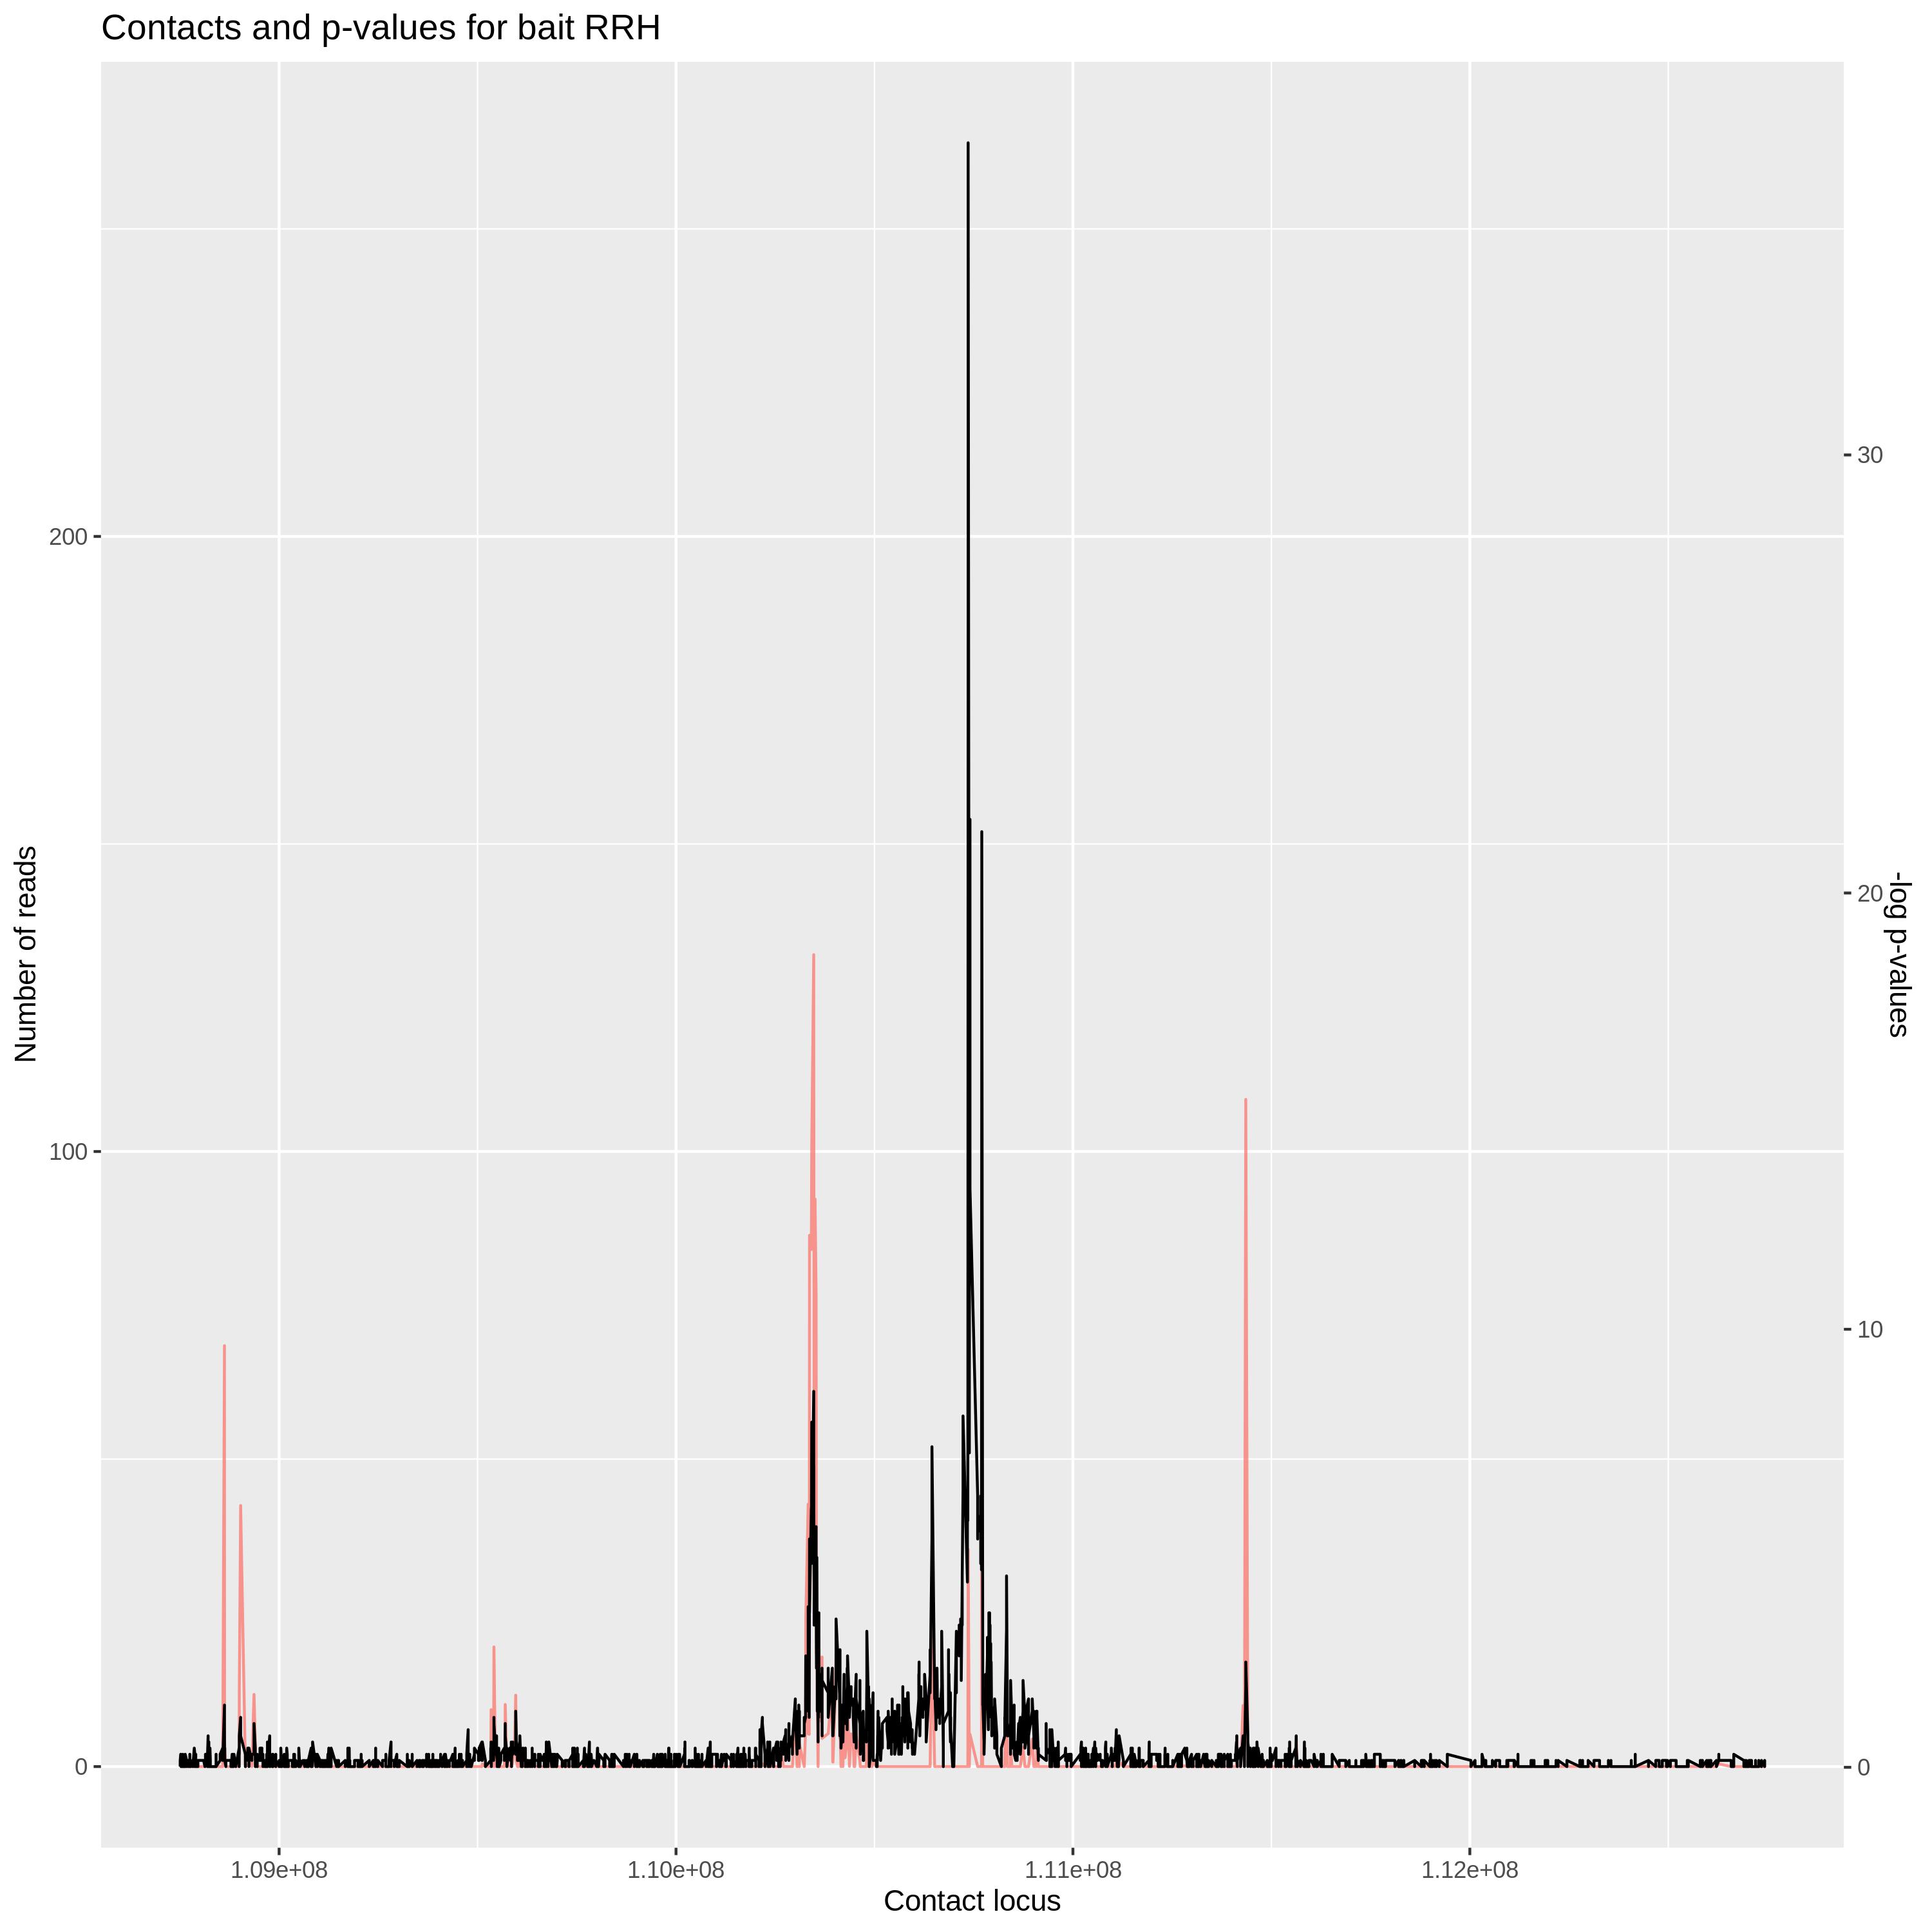 Contacts and p-values for bait RRH
Number of reads
200
100
0
30
20
10
0
-log p-values
1.09e+08
1.10e+08
1.11e+08
1.12e+08
Contact locus